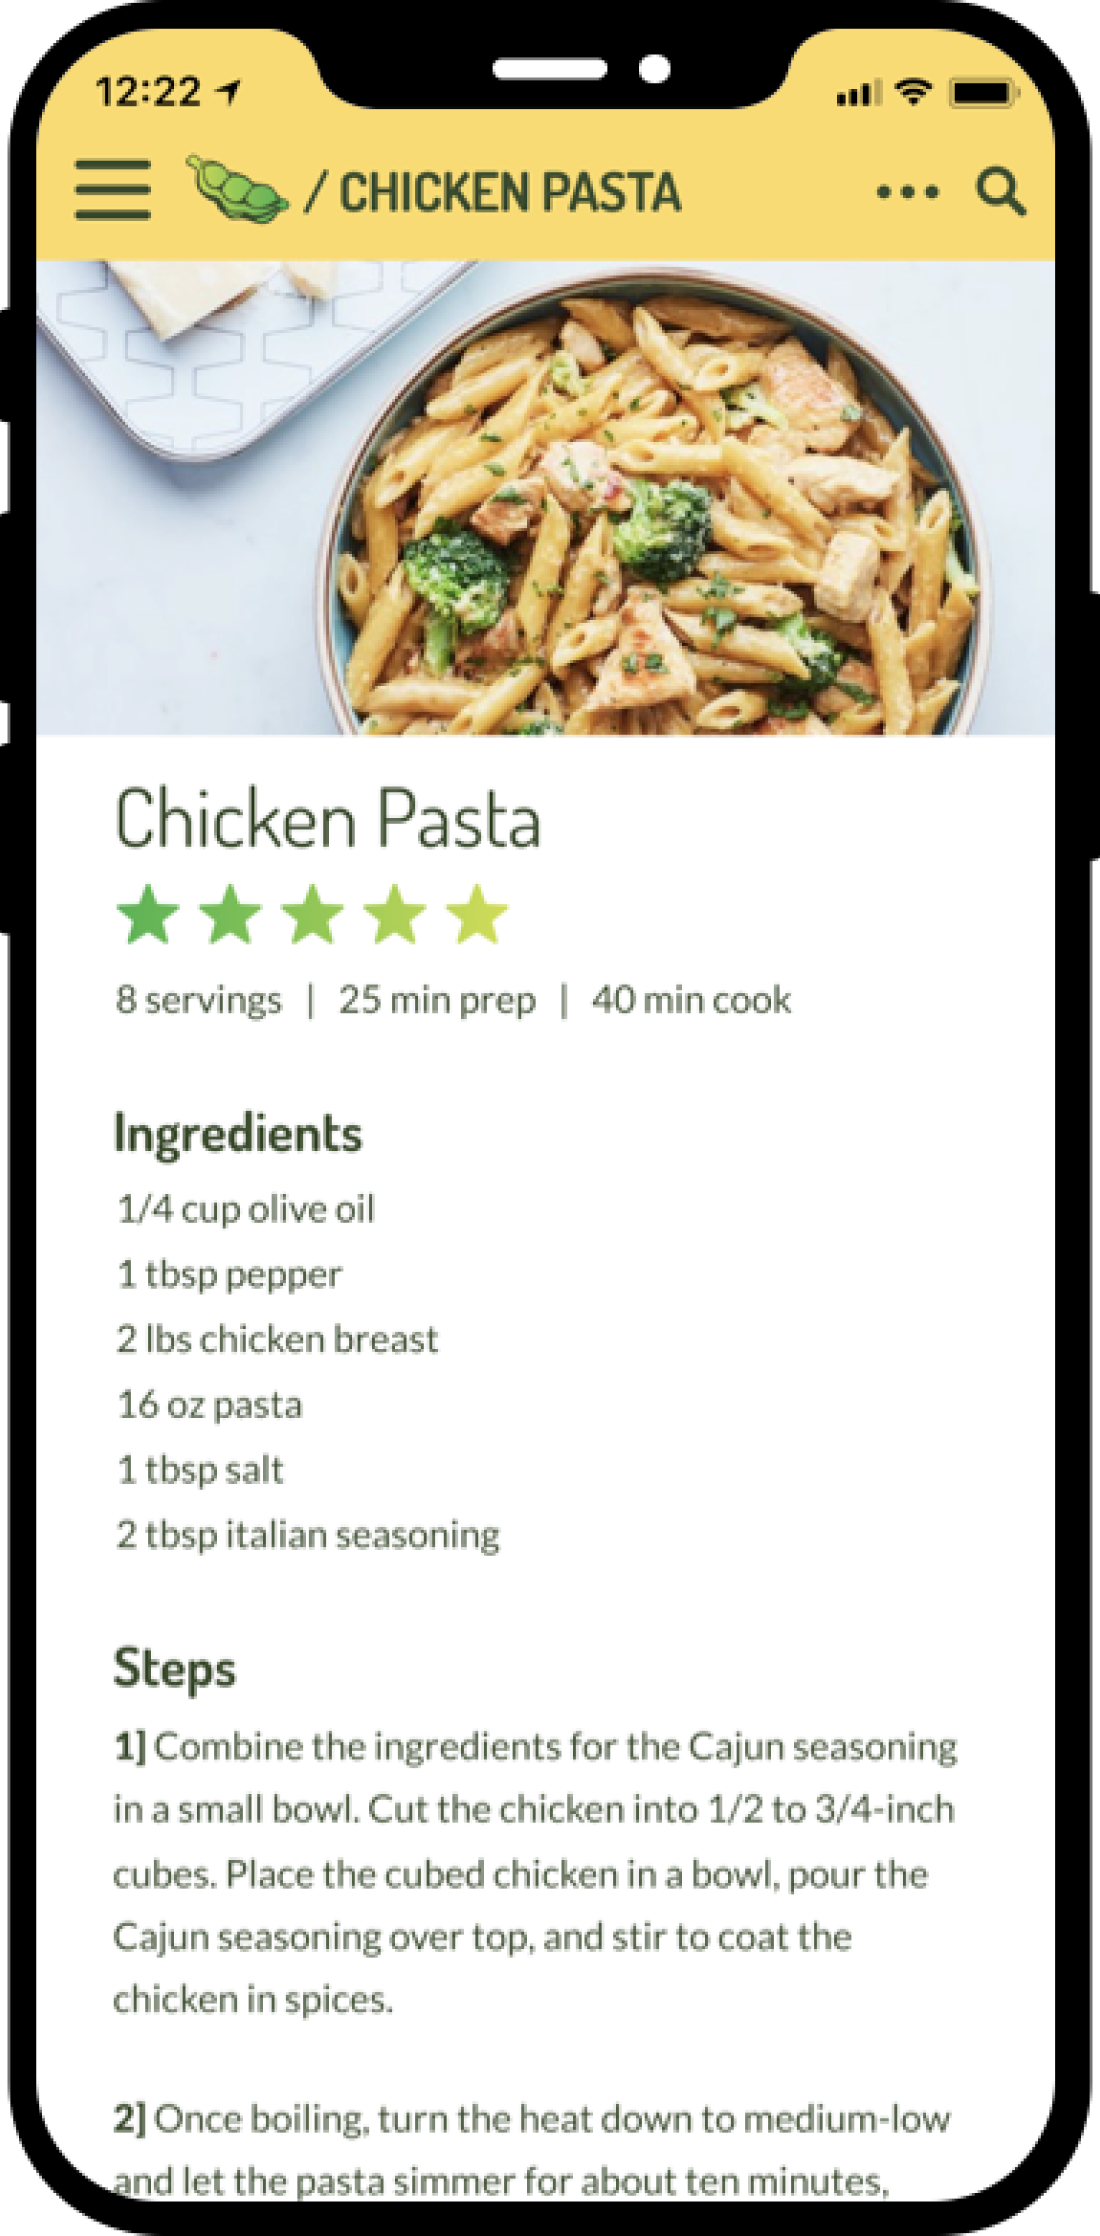 12:22
/ CHICKEN PASTA
Chicken Pasta
8 servings | 25 min prep | 40 min cook
Ingredients
1/4 cup olive oil
1 tbsp pepper
2 lbs chicken breast
16 oz pasta
1 tbsp salt
2 tbsp italian seasoning
Steps
1] Combine the ingredients for the Cajun seasoning
in a small bowl. Cut the chicken into 1/2 to 3/4-inch
cubes. Place the cubed chicken in a bowl, pour the
Cajun seasoning over top, and stir to coat the
chicken in spices.
2] Once boiling, turn the heat down to medium-low
and let the pasta simmer for about ten minutes,